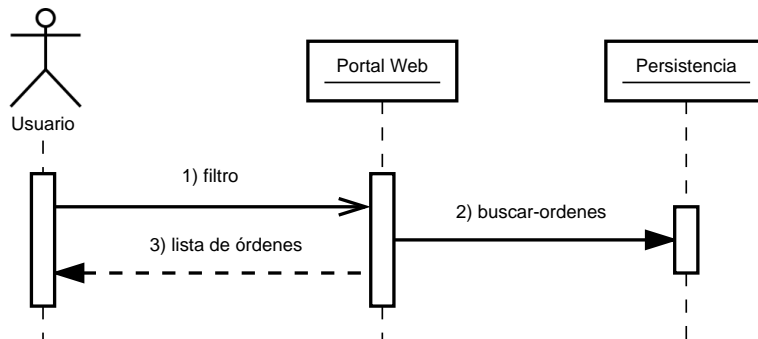 Portal Web
Persistencia
Usuario
1) filtro
2) buscar-ordenes
3) lista de órdenes